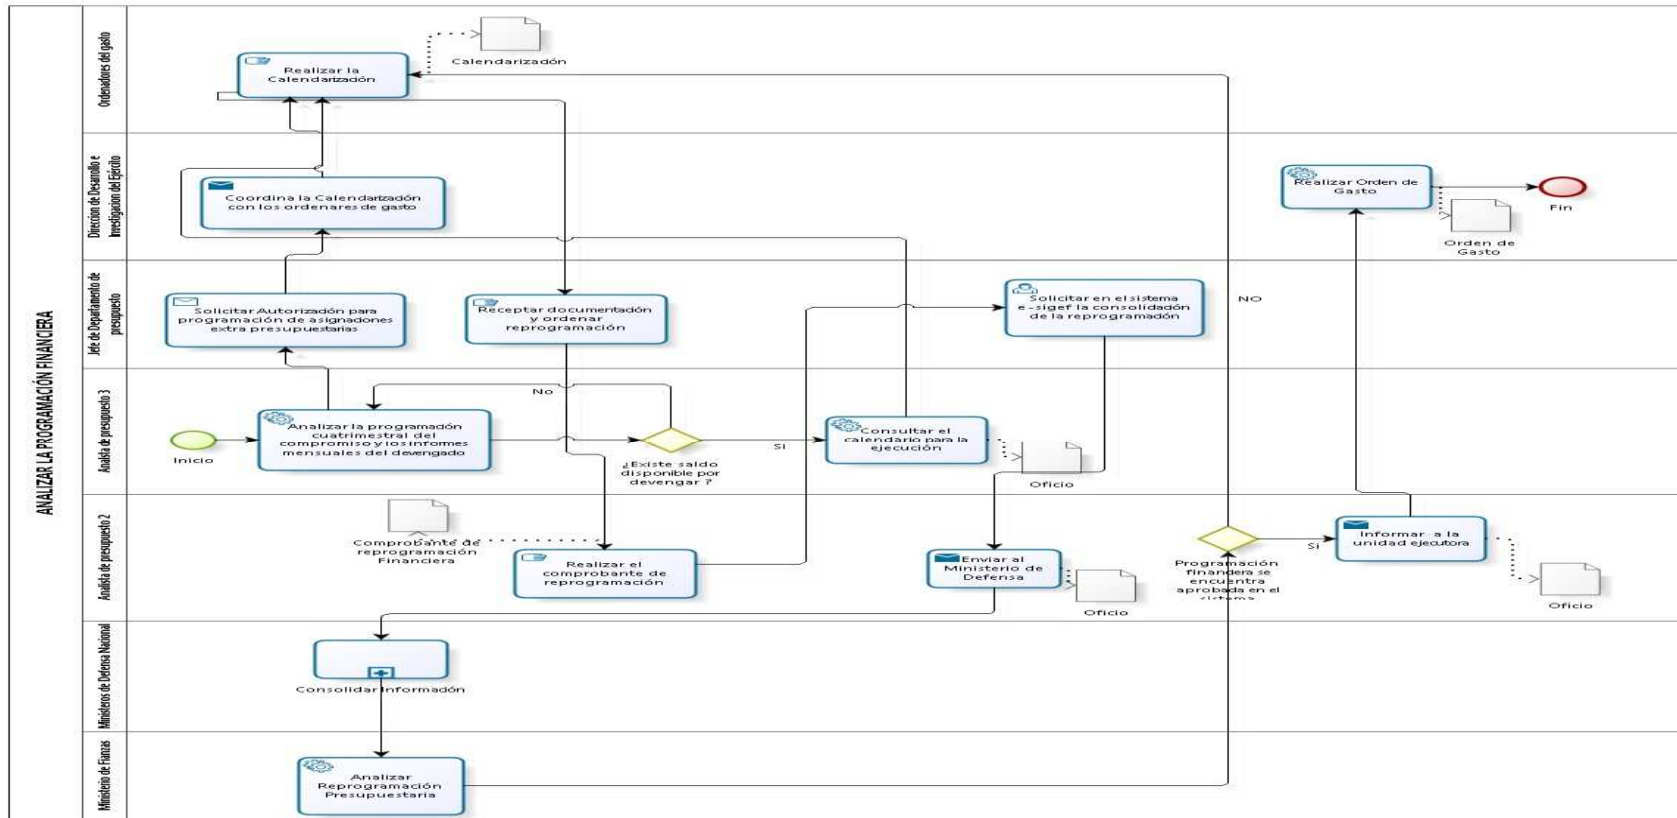 ANALIZAR LA PROGRAMACIÓN FINANCIERA
Ordenadores del gasto
Realizar la
Calendarización
Calendarización
Dirección de Desarrollo e
Investigacion del Ejército
Coordina la Calendarización
con los ordenares de gasto
Realizar Orden de
Gasto
Fin
Orden de
Gasto
Jefe de Departamento de
presupuesto
Solicitar Autorización para
programación de asignaciones
extra presupuestarias
Receptar documentación
y ordenar
reprogramación
Solicitar en el sistema
e-sigef la consolidación
de la reprogramación
NO
Analista de presupuesto 3
Inicio
Analizar la programación
cuatrimestral del
compromiso y los informes
mensuales del devengado
No
¿Existe saldo
disponible por
devengar ?
Si
Consultar el
calendario para la
ejecución
Oficio
Analista de presupuesto 2
Comprobante de
reprogramación
Financiera
Realizar el
comprobante de
reprogramación
Enviar al
Ministerio de
Defensa
Oficio
Programación
financiera se
encuentra
aprobada en el
sistema
Si
Informar a la
unidad ejecutora
Oficio
Ministeros de Defensa Nacional
Consolidar Información
Ministerio de Fianzas
Analizar
Reprogramación
Presupuestaria